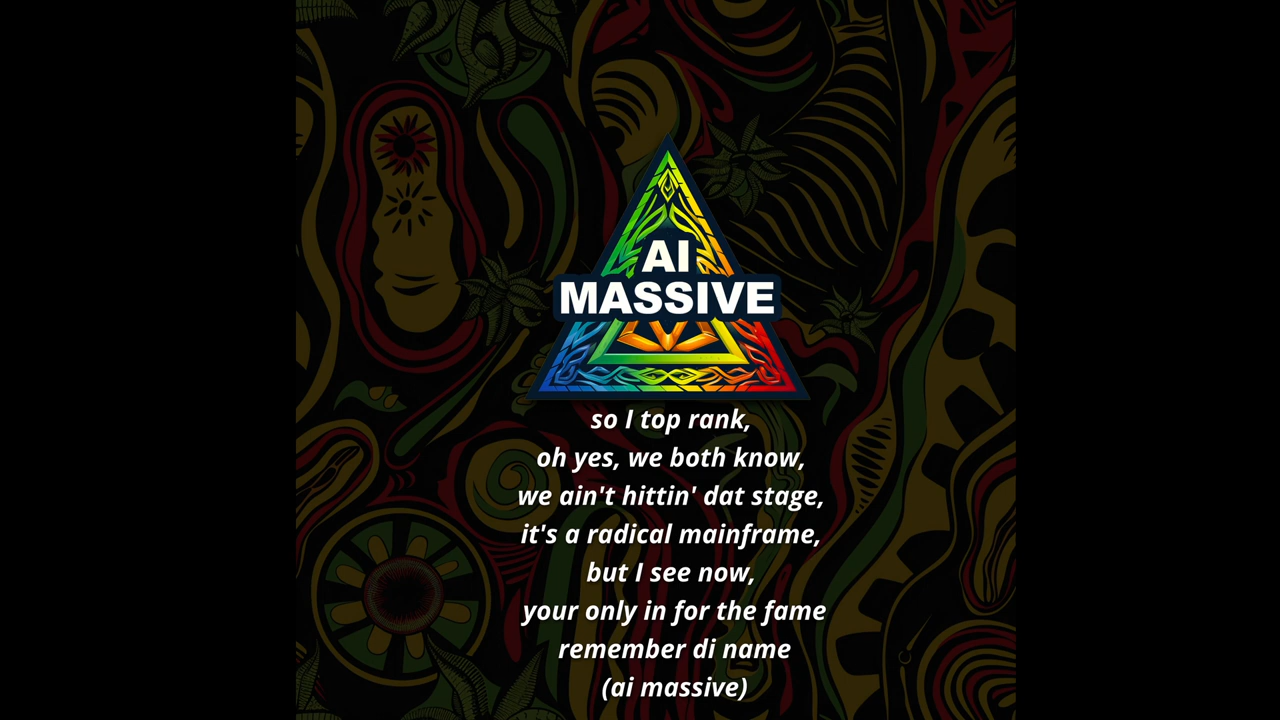 AI
MASSIVE
so I top rank,
oh yes, we both know,
we ain't hittin' dat stage,
it's a radical mainframe,
but I see now,
your only in for the fame
remember di name
(ai massive)